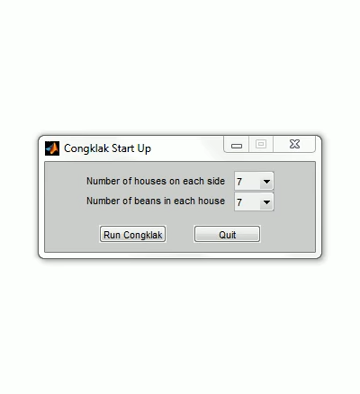 Congklak Start Up
Number of houses on each side 7
Number of beans in each house 7
Run Congklak Quit